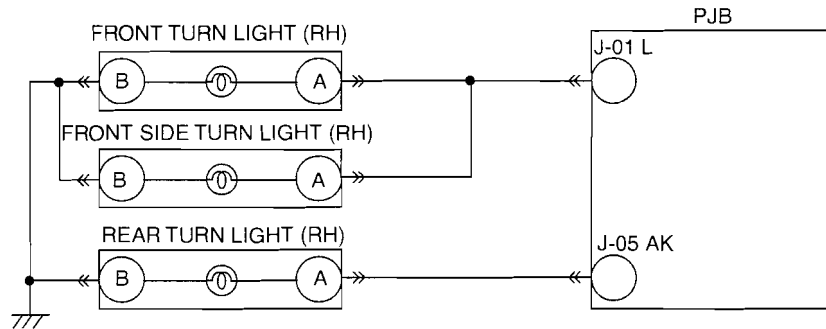 PJB
FRONT TURN LIGHT (RH)
J-01 L
B A
FRONT SIDE TURN LIGHT (RH)
B A
REAR TURN LIGHT (RH)
J-05 AK
B A